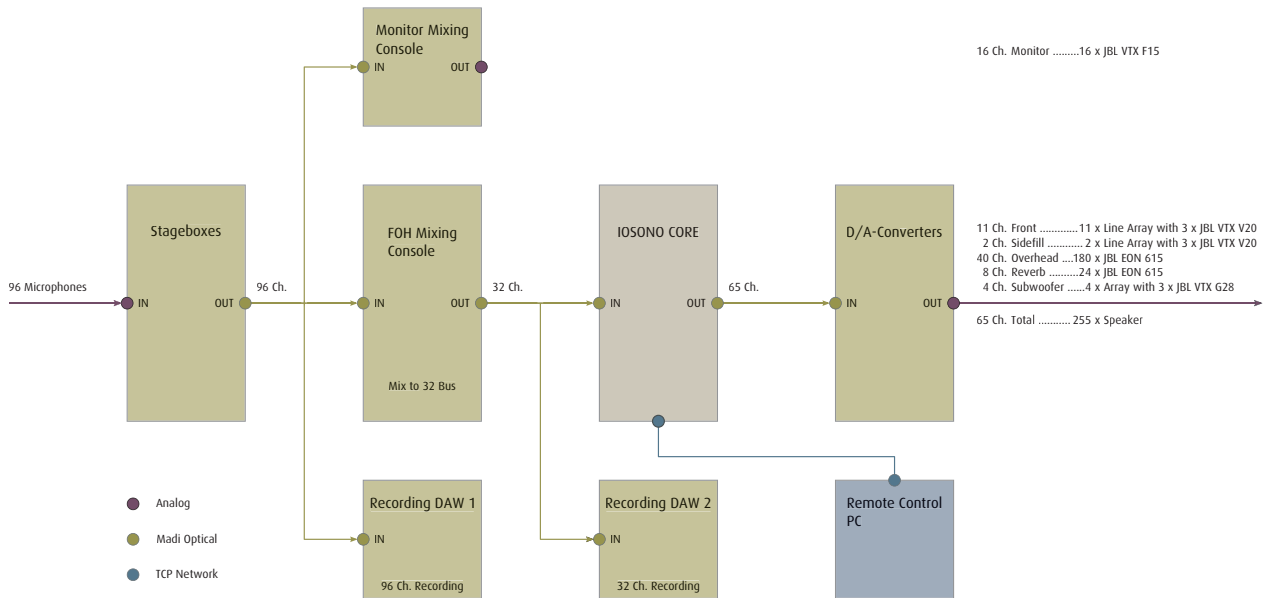 Monitor Mixing
Console
IN
OUT
16 Ch. Monitor .........16 x JBL VTX F15
96 Microphones
Stageboxes
IN
OUT
96 Ch.
FOH Mixing
Console
IN
OUT
Mix to 32 Bus
32 Ch.
IOSONO CORE
IN
OUT
65 Ch.
D/A-Converters
IN
OUT
11 Ch. Front .............11 x Line Array with 3 x JBL VTX V20
2 Ch. Sidefill ............2 x Line Array with 3 x JBL VTX V20
40 Ch. Overhead ....180 x JBL EON 615
8 Ch. Reverb ..........24 x JBL EON 615
4 Ch. Subwoofer ......4 x Array with 3 x JBL VTX G28
65 Ch. Total ........... 255 x Speaker
Analog
Madi Optical
TCP Network
Recording DAW 1
IN
96 Ch. Recording
Recording DAW 2
IN
32 Ch. Recording
Remote Control
PC